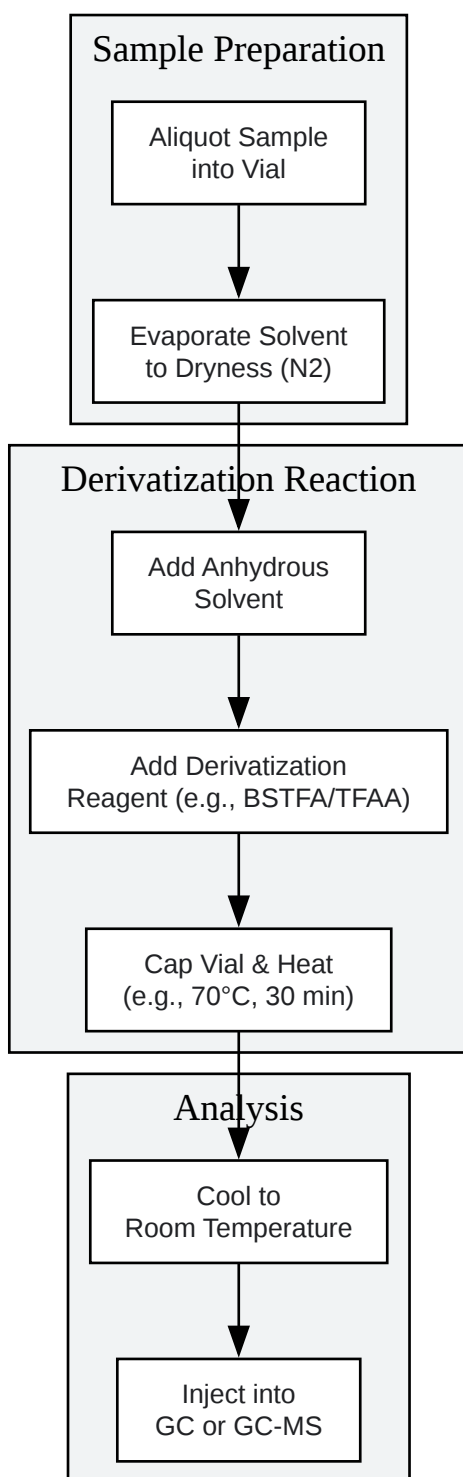 Sample Preparation
Aliquot Sample
into Vial
Evaporate Solvent
to Dryness (N2)
Derivatization Reaction
Add Anhydrous
Solvent
Add Derivatization
Reagent (e.g., BSTFA/TFAA)
Cap Vial & Heat
(e.g., 70°C, 30 min)
Analysis
Cool to
Room Temperature
Inject into
GC or GC-MS